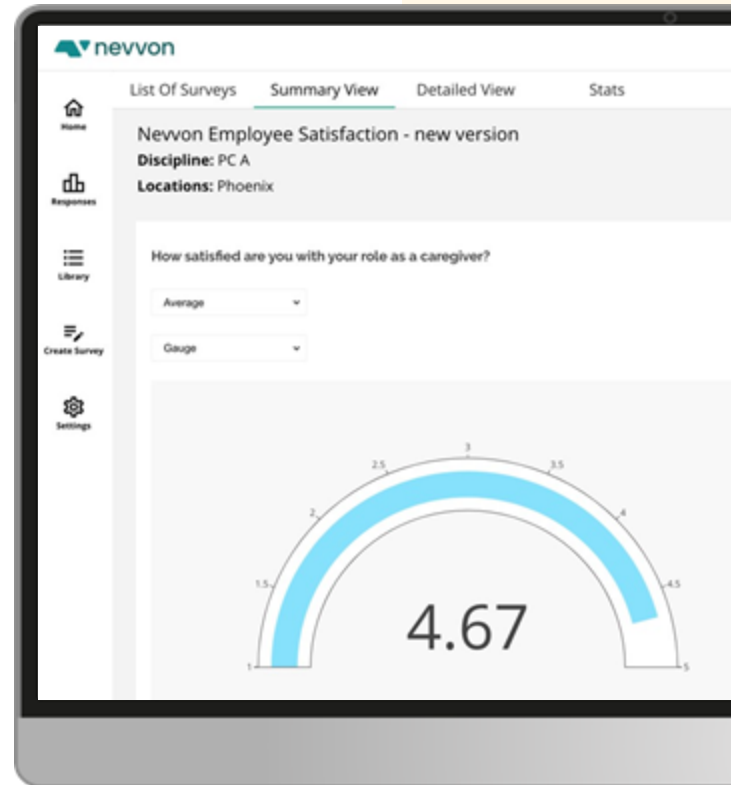 nevvon
List Of Surveys Summary View Detailed View Stats
Home
Responses
Library
Create Survey
Settings
Nevvon Employee Satisfaction - new version
Discipline: PC A
Locations: Phoenix
How satisfied are you with your role as a caregiver?
Average
Gauge
1
1.5
2
2.5
3
3.5
4
4.5
5
4.67